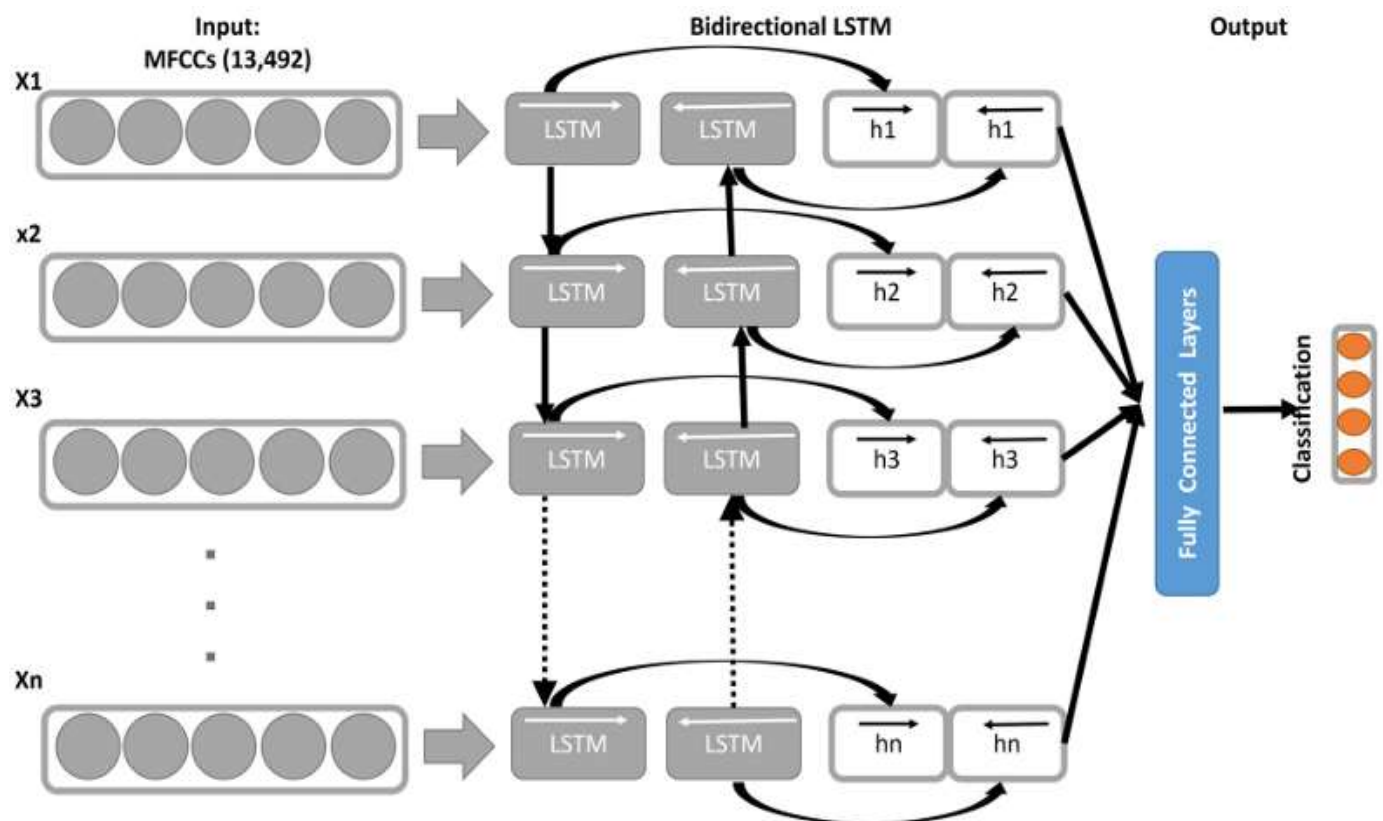 Input:
MFCCs (13,492)
Bidirectional LSTM
Output
X1
LSTM
LSTM
h1
h1
x2
LSTM
LSTM
h2
h2
X3
LSTM
LSTM
h3
h3
Xn
LSTM
LSTM
hn
hn
Fully Connected Layers
Classification